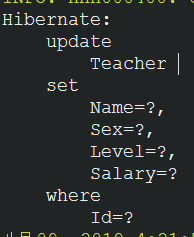 Hibernate:
update
Teacher
set
Name=?,
Sex=?,
Level=?,
Salary=?
where
Id=?